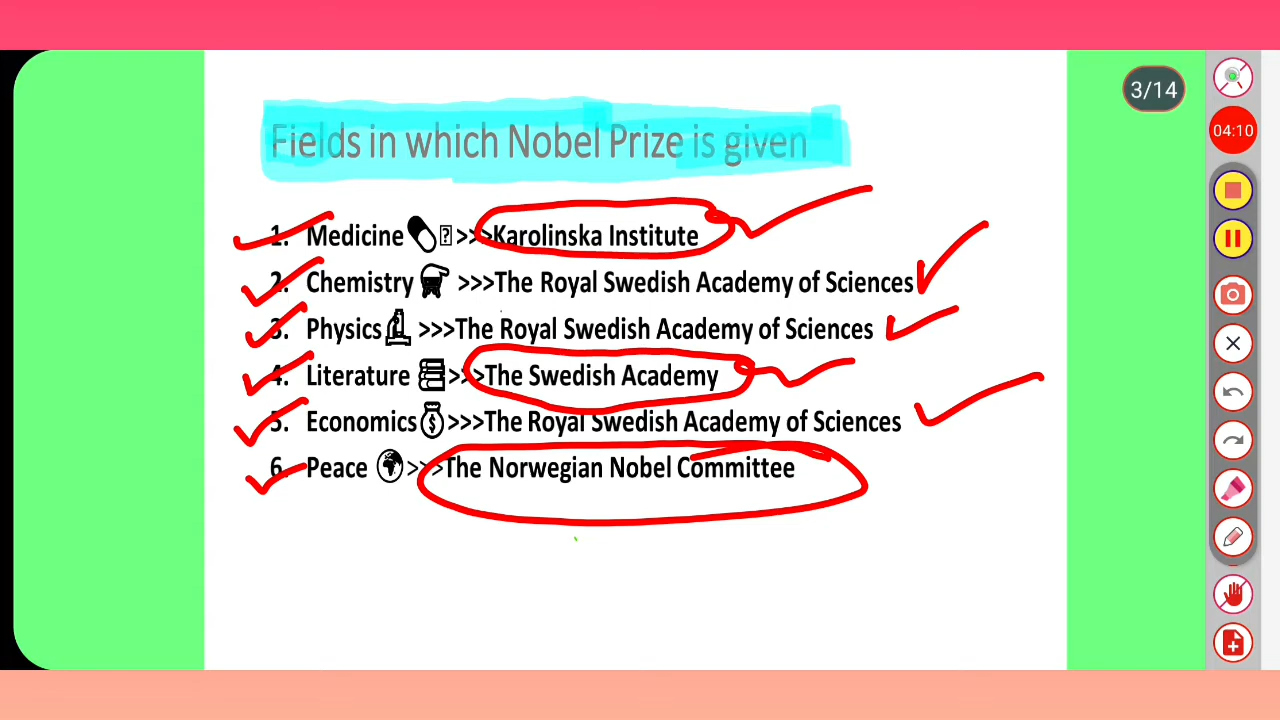 3/14
04:10
Fields in which Nobel Prize is given
1. Medicine >>>Karolinska Institute
2. Chemistry >>>The Royal Swedish Academy of Sciences
3. Physics >>>The Royal Swedish Academy of Sciences
4. Literature >>>The Swedish Academy
5. Economics >>>The Royal Swedish Academy of Sciences
6. Peace >>>The Norwegian Nobel Committee